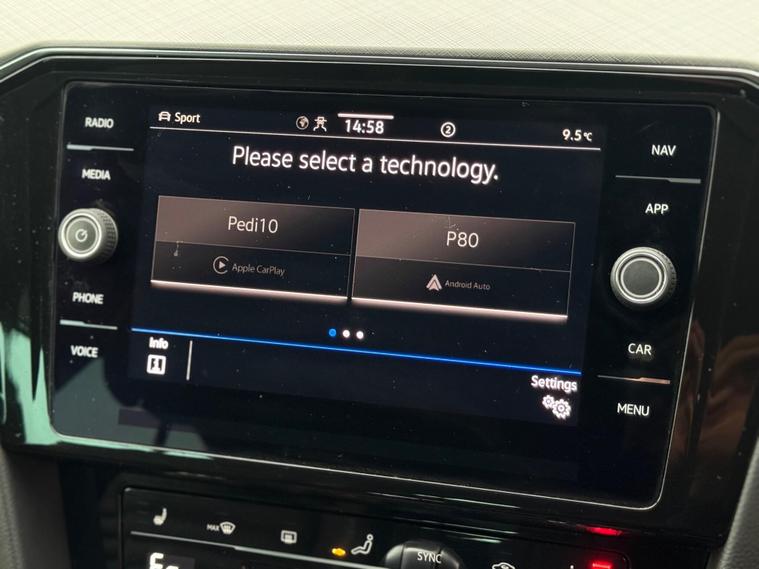 RADIO
MEDIA
PHONE
VOICE
Sport
14:58
2
9.5°C
Please select a technology.
Pedi10
Apple CarPlay
P80
Android Auto
Info
Settings
NAV
APP
CAR
MENU
MAX
SYNC